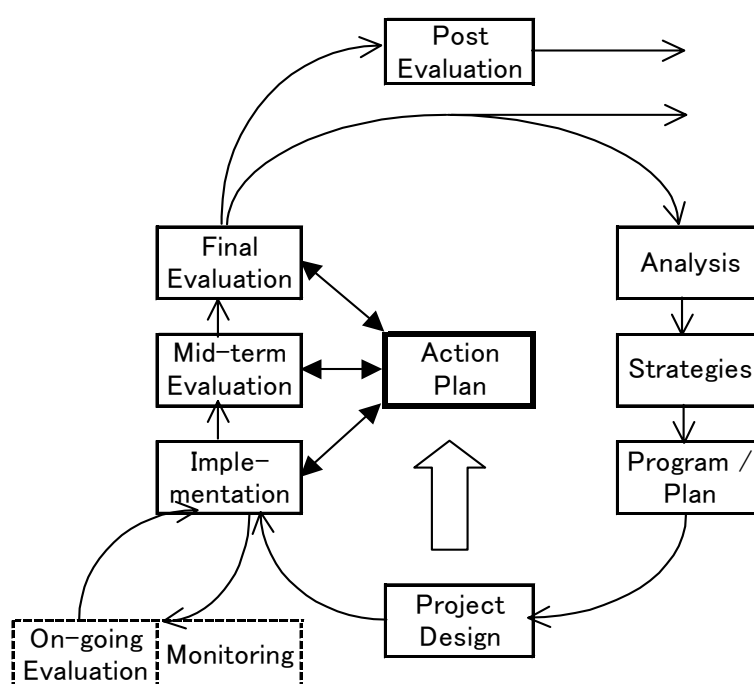 Post
Evaluation
Final
Evaluation
Analysis
Mid-term
Evaluation
Action
Plan
Strategies
Imple-
mentation
Program /
Plan
Project
Design
On-going
Evaluation
Monitoring